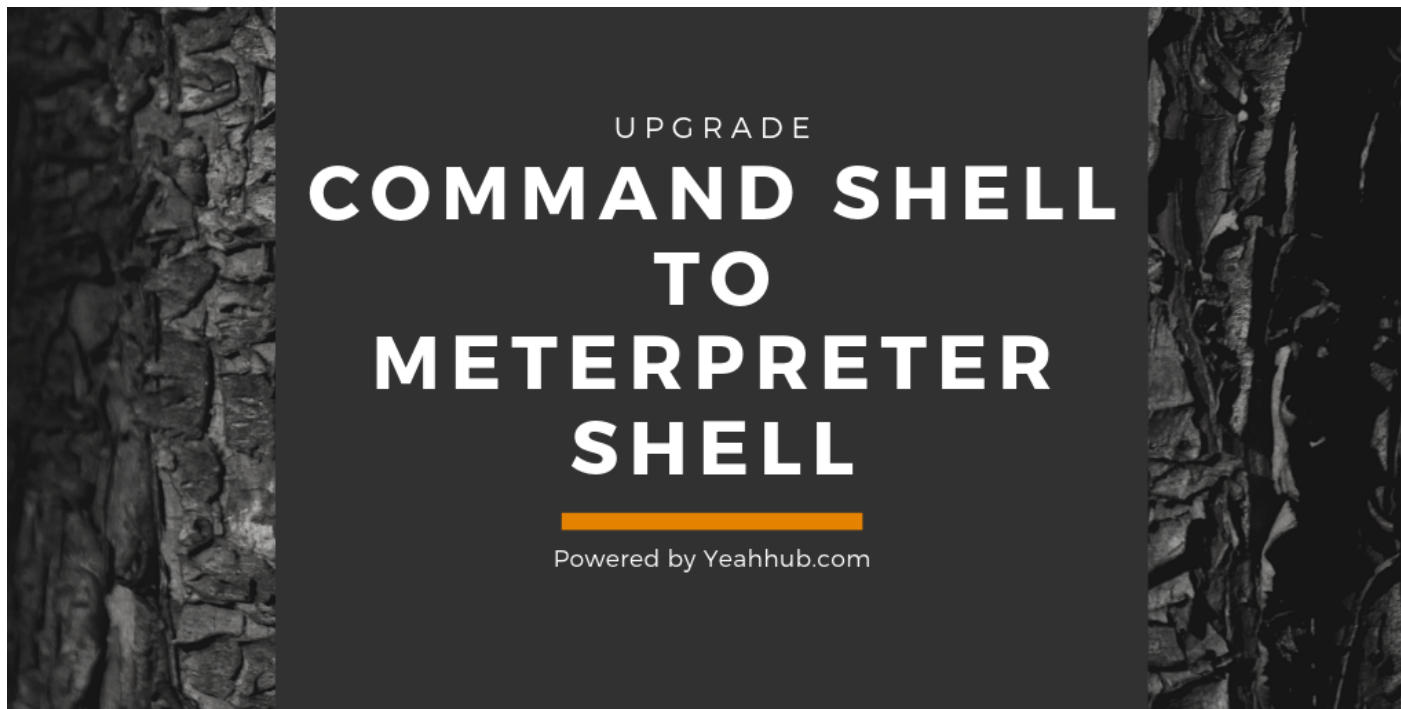 UPGRADE
COMMAND SHELL
TO
METERPRETER
SHELL
Powered by Yeahhub.com